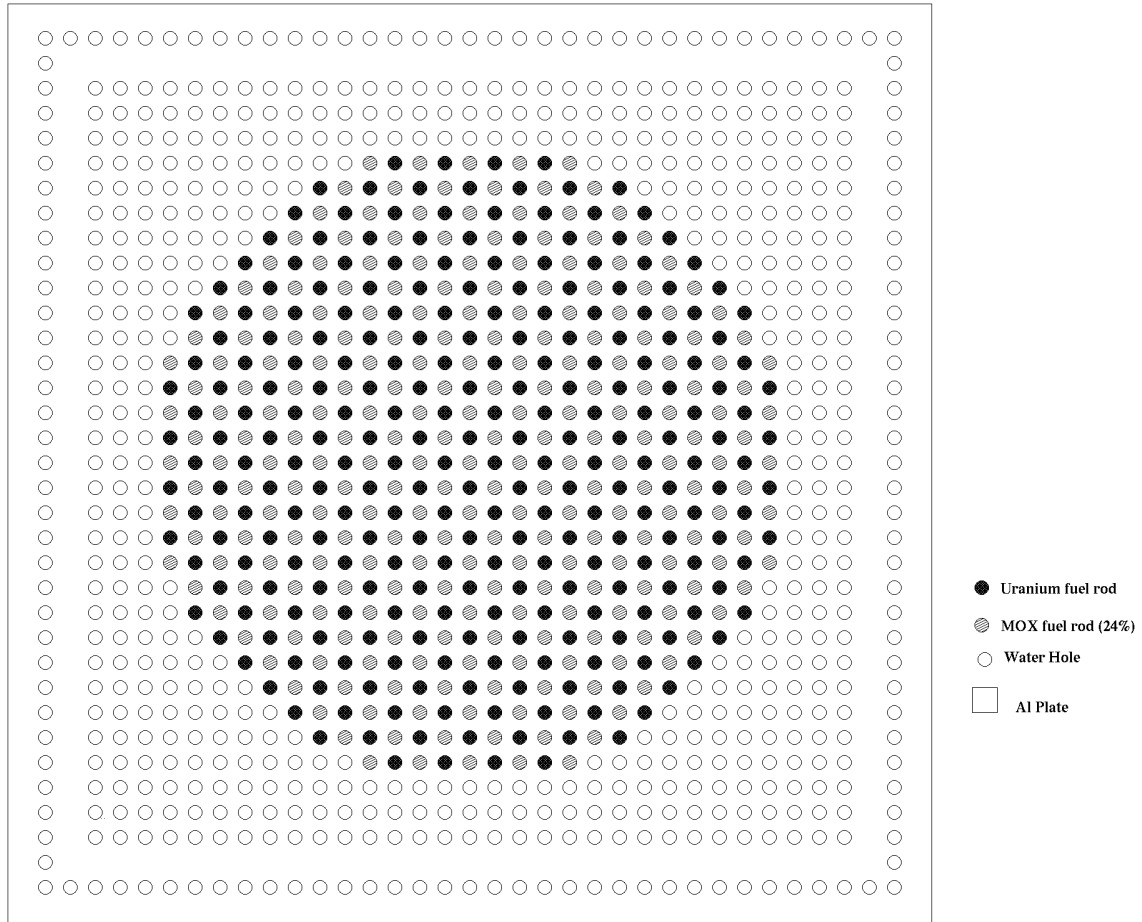 Uranium fuel rod
MOX fuel rod (24%)
Water Hole
Al Plate